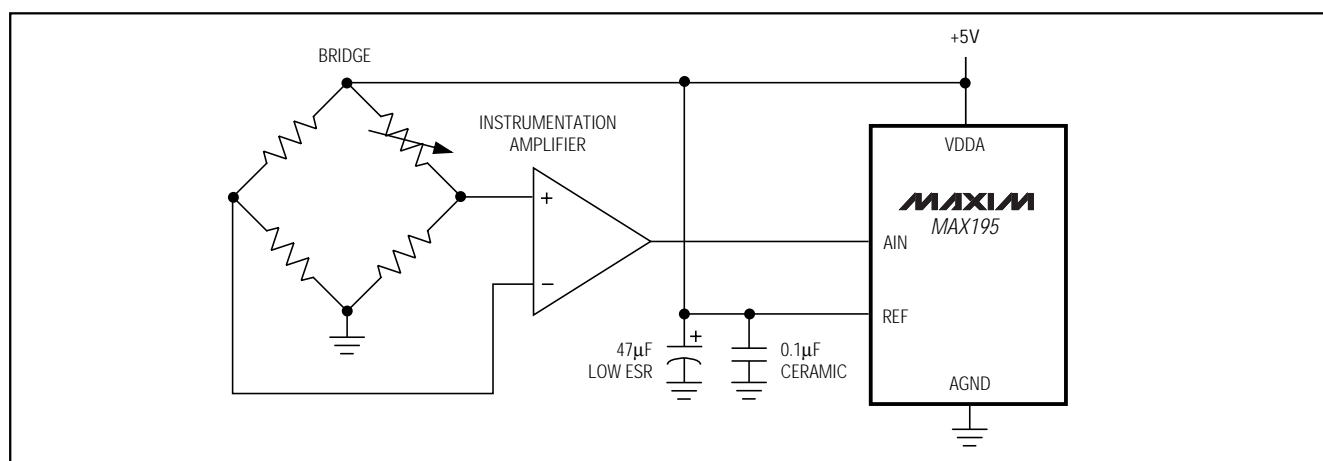 +5V
BRIDGE
INSTRUMENTATION
AMPLIFIER
+
−
VDDA
MAXIM
MAX195
AIN
REF
AGND
+
47µF
LOW ESR
0.1µF
CERAMIC